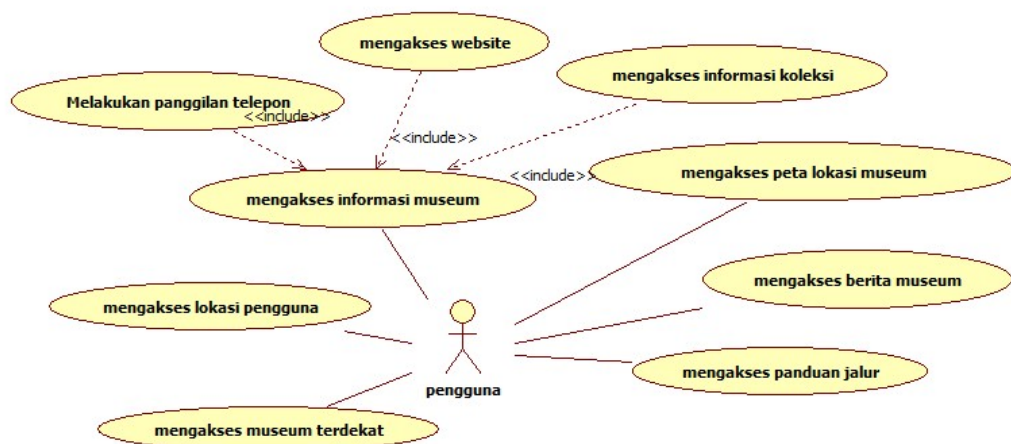 mengakses website
mengakses informasi koleksi
Melakukan panggilan telepon
<<include>>
<<include>>
<<include>>
mengakses peta lokasi museum
mengakses informasi museum
mengakses berita museum
mengakses lokasi pengguna
mengakses panduan jalur
pengguna
mengakses museum terdekat